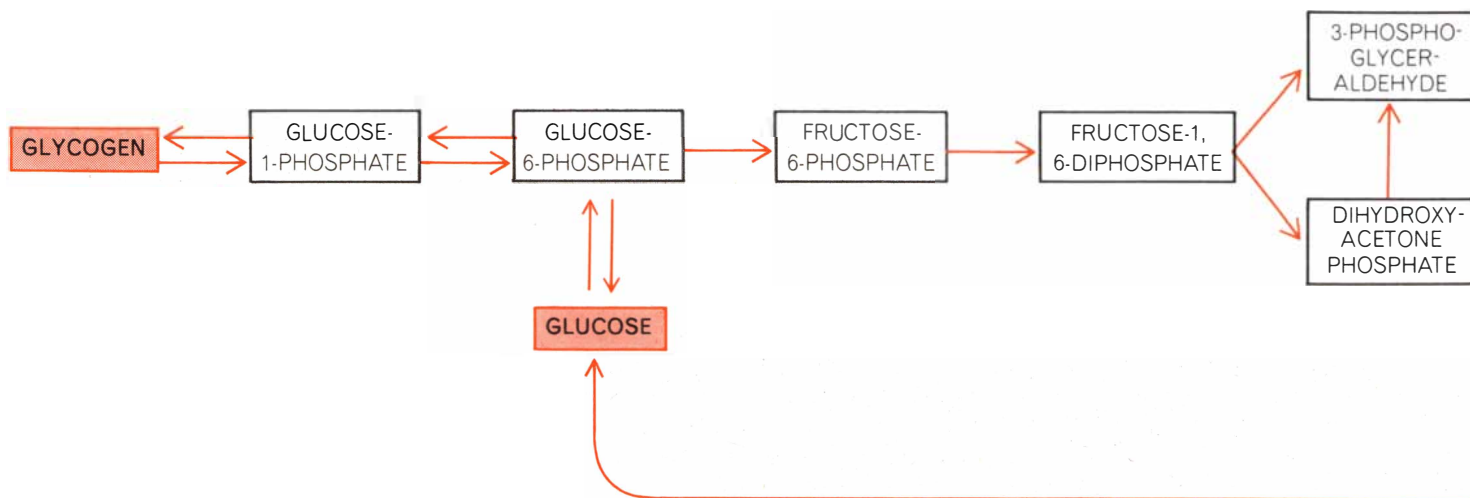 GLYCOGEN
GLUCOSE-
1-PHOSPHATE
GLUCOSE-
6-PHOSPHATE
FRUCTOSE-
6-PHOSPHATE
FRUCTOSE-1,
6-DIPHOSPHATE
3-PHOSPHO-
GLYCER-
ALDEHYDE
DIHYDROXY-
ACETONE
PHOSPHATE
GLUCOSE